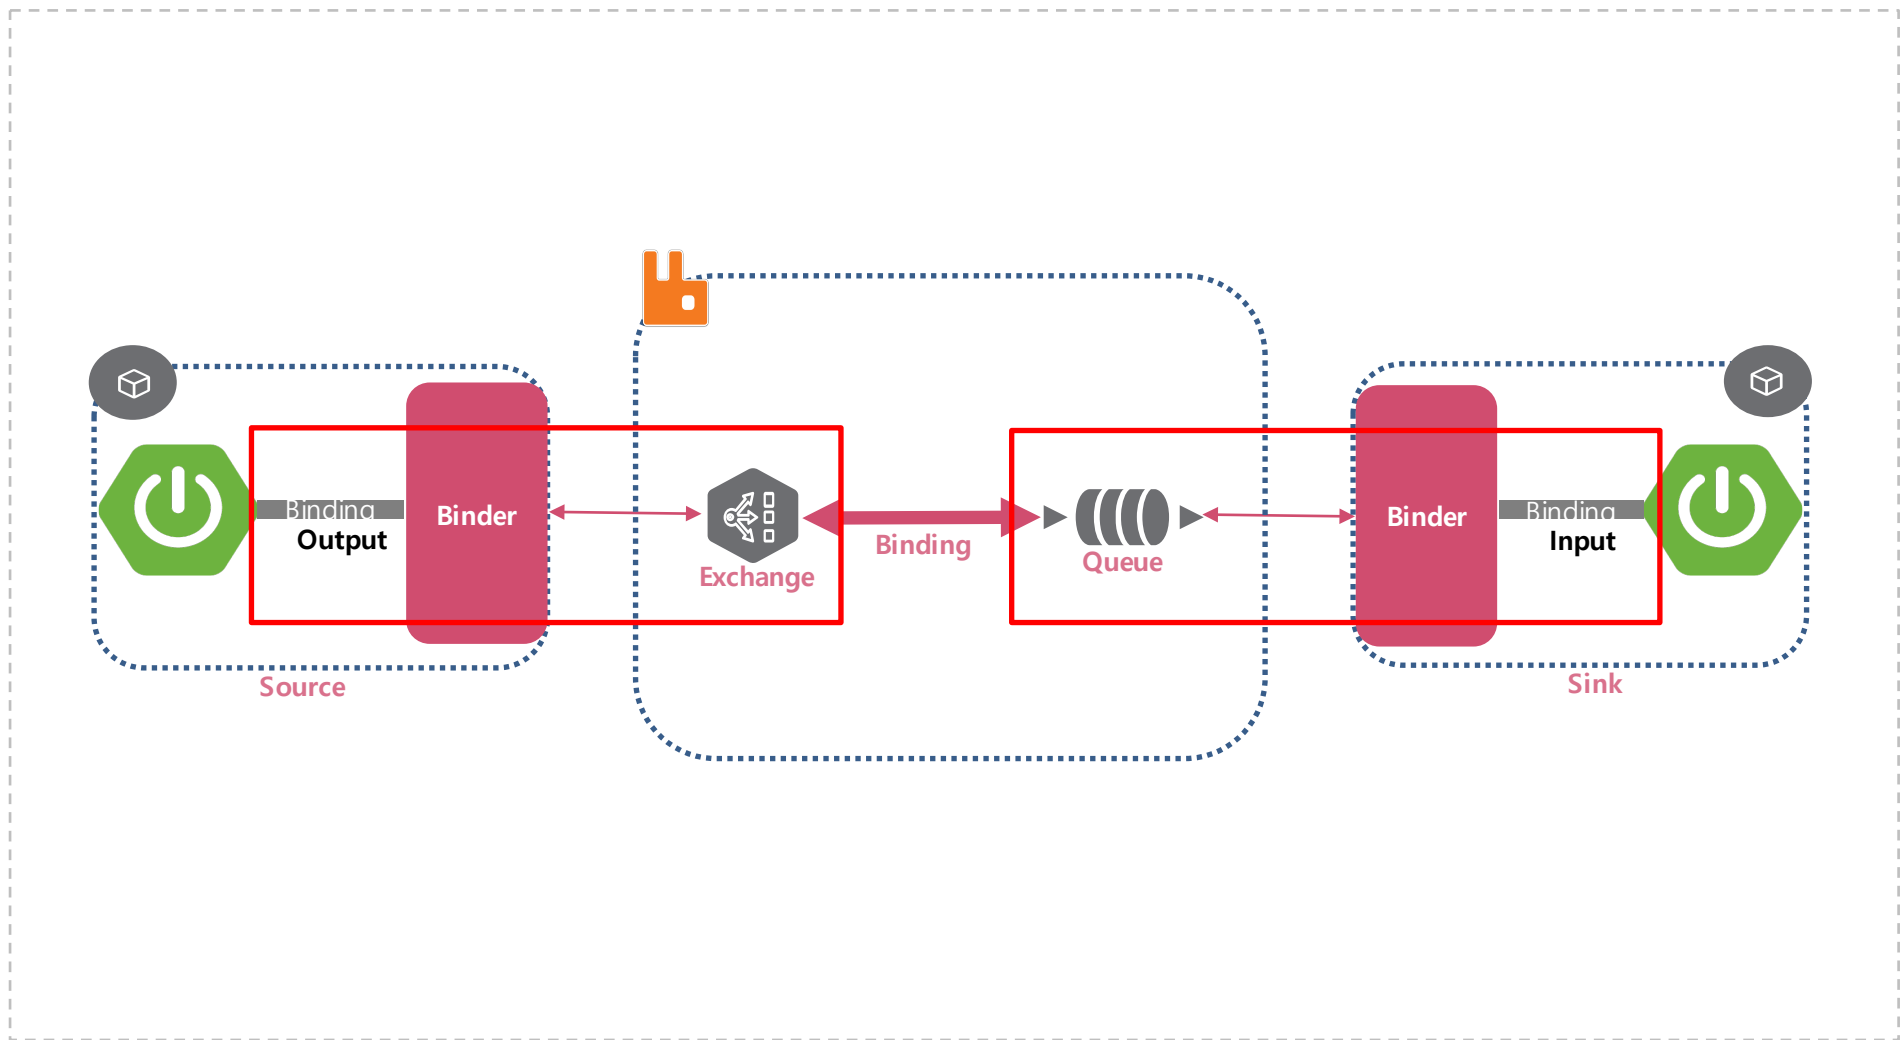 Binding
Output
Binder
Exchange
Binding
Queue
Binder
Binding
Input
Source
Sink